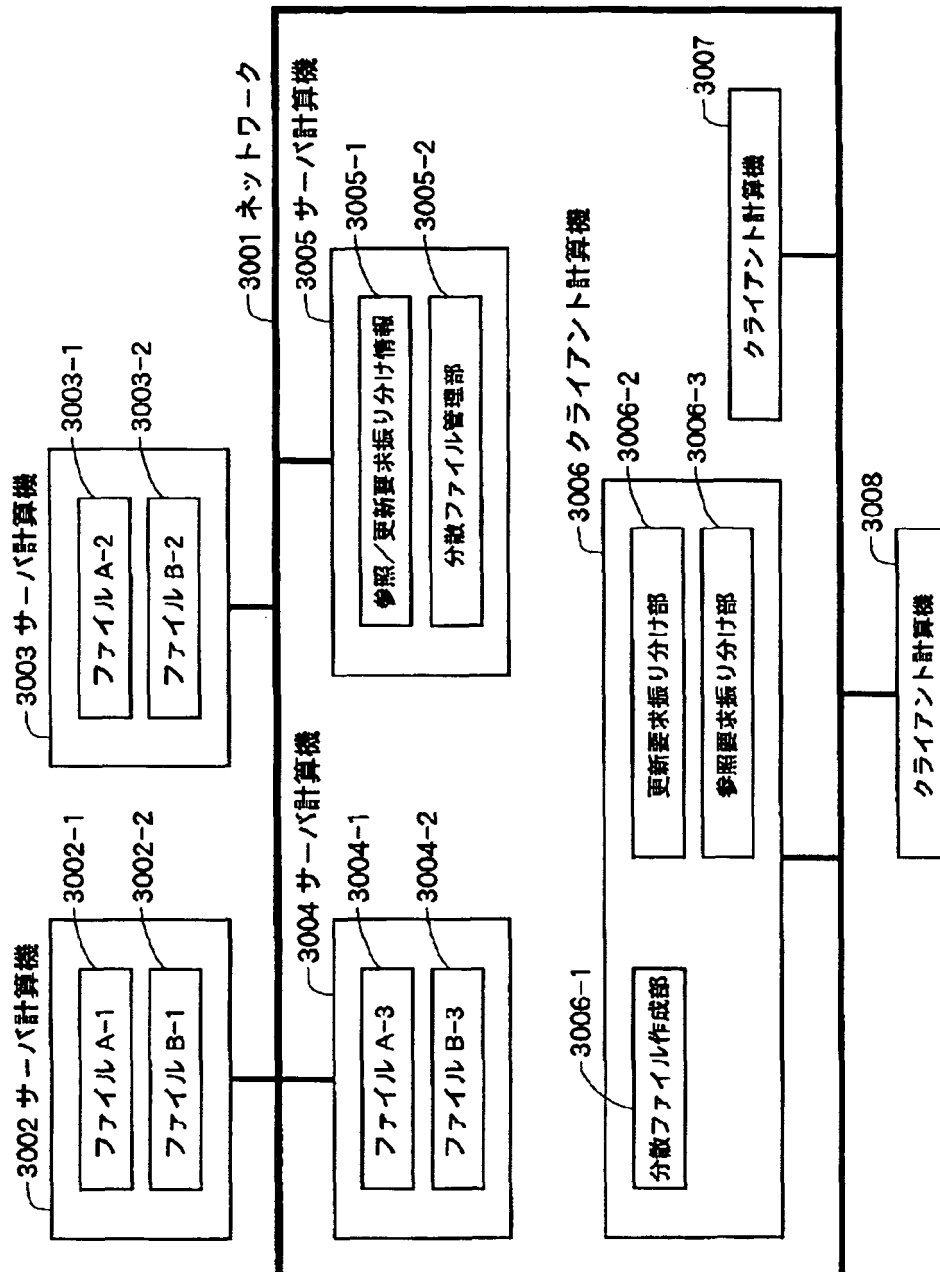 3002 サーバ計算機
ファイル A-1
3002-1
ファイル B-1
3002-2
3003 サーバ計算機
ファイル A-2
3003-1
ファイル B-2
3003-2
3001 ネットワーク
3004 サーバ計算機
ファイル A-3
3004-1
ファイル B-3
3004-2
3005 サーバ計算機
参照／更新要求振り分け情報
3005-1
分散ファイル管理部
3005-2
3006 クライアント計算機
3006-1
分散ファイル作成部
更新要求振り分け部
3006-2
参照要求振り分け部
3006-3
3007
クライアント計算機
3008
クライアント計算機